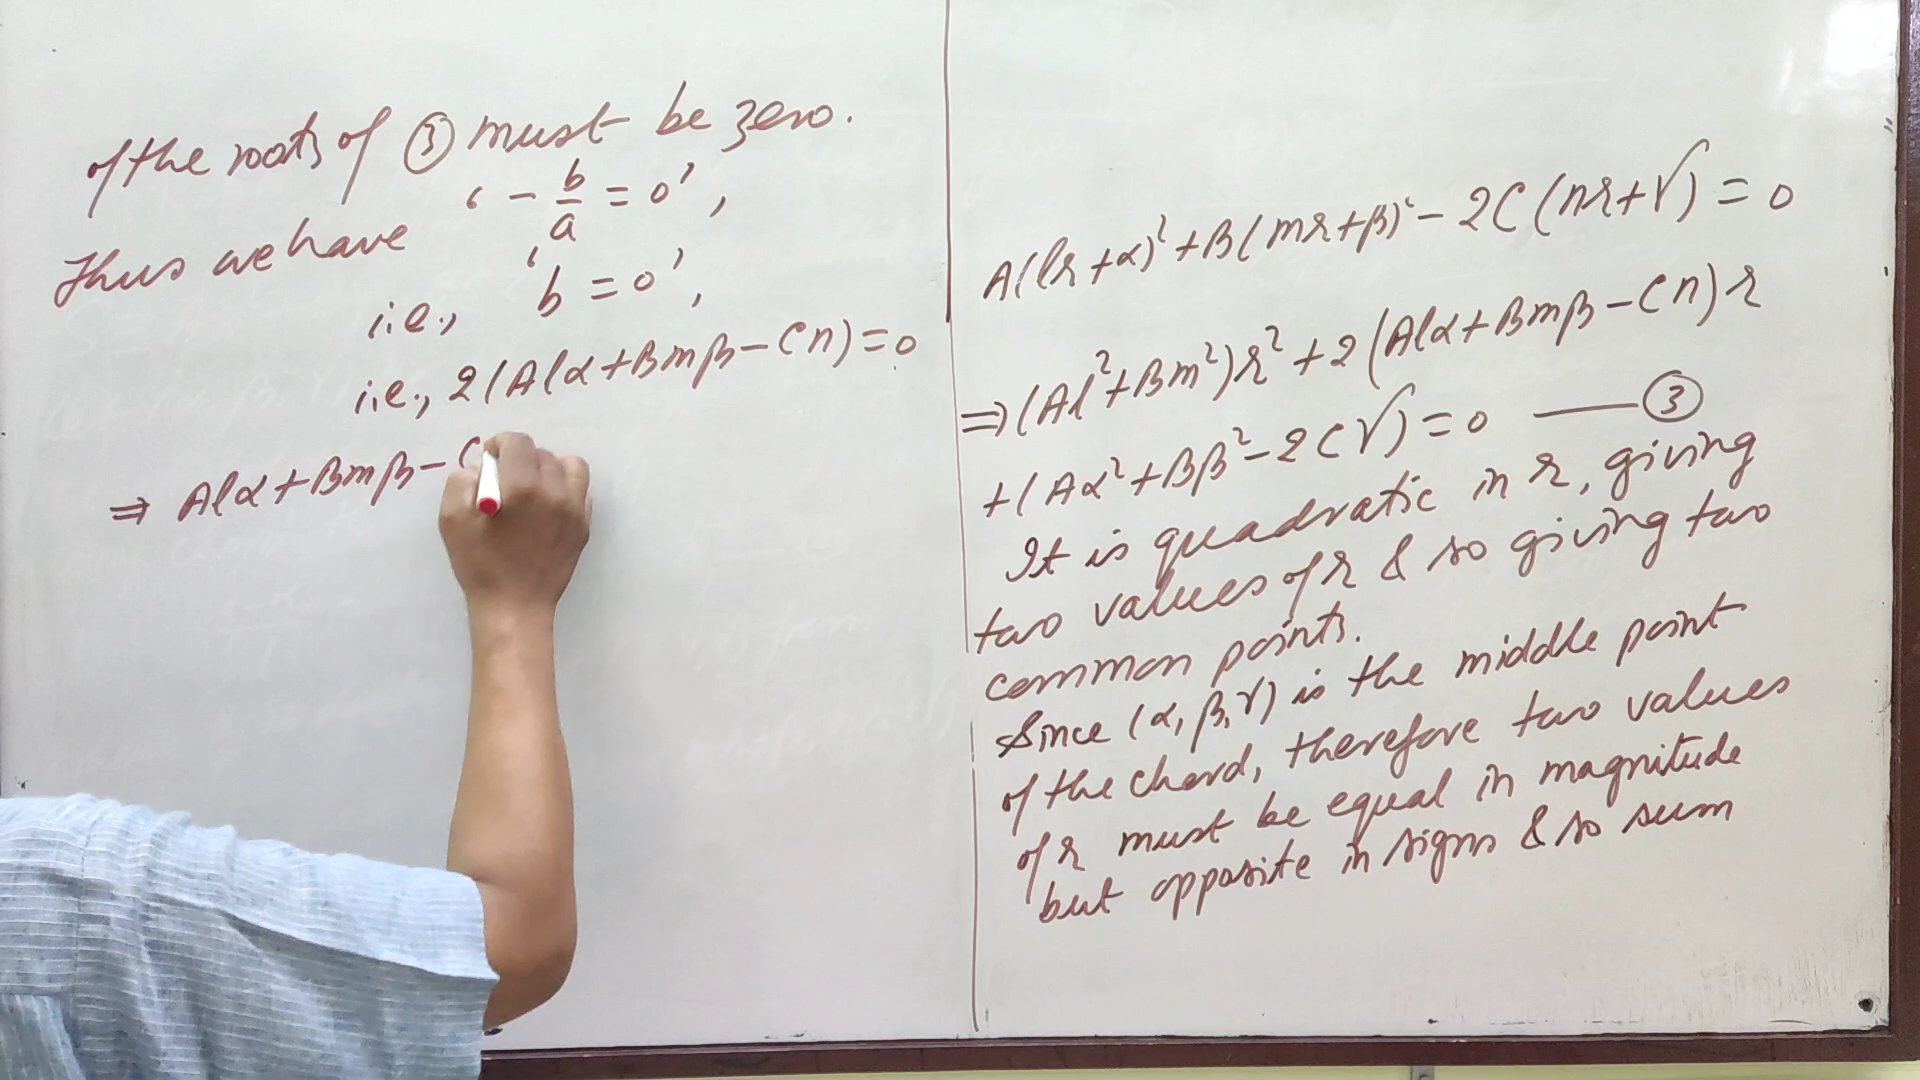 of the roots of ③ must be zero.
Thus we have ‘ - b/a = 0’,
i.e., ‘b = 0’,
i.e., 2(Alα + Bmβ - Cn) = 0
⇒ Alα + Bmβ - C
A(lr + α)² + B(mr + β)² - 2C(nr + γ) = 0
⇒ (Al² + Bm²)r² + 2(Alα + Bmβ - Cn)r
+ (Aα² + Bβ² - 2Cγ) = 0 — ③
It is quadratic in r, giving
two values of r & so giving two
common points.
Since (α, β, γ) is the middle point
of the chord, therefore two values
of r must be equal in magnitude
but opposite in signs & so sum